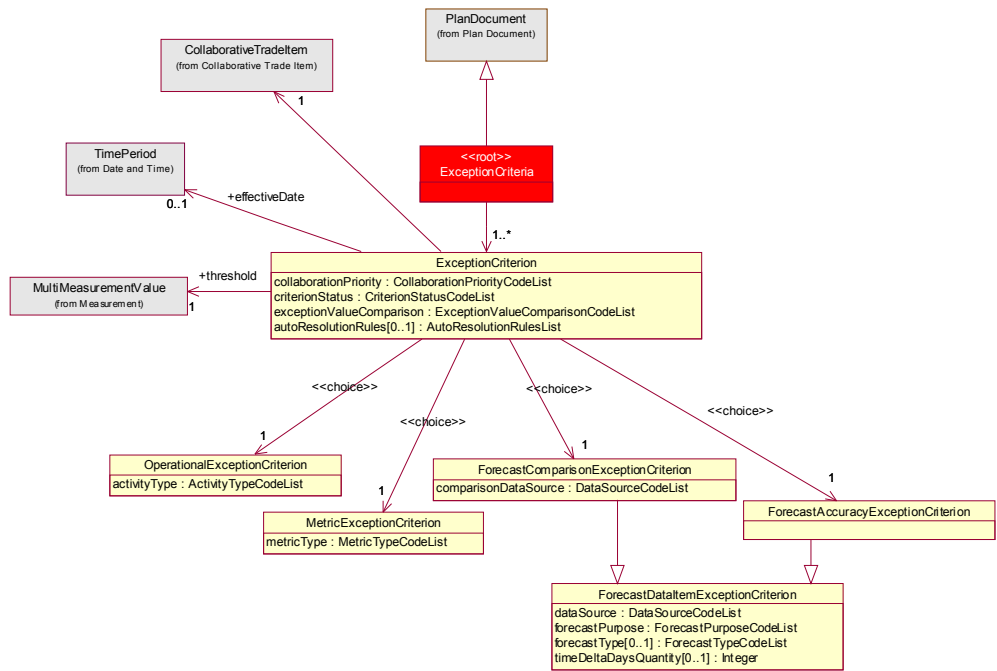 PlanDocument
(from Plan Document)
CollaborativeTradeItem
(from Collaborative Trade Item)
1
TimePeriod
(from Date and Time)
0..1
+effectiveDate
<<root>>
ExceptionCriteria
1..*
MultiMeasurementValue
(from Measurement)
+threshold
1
ExceptionCriterion
collaborationPriority : CollaborationPriorityCodeList
criterionStatus : CriterionStatusCodeList
exceptionValueComparison : ExceptionValueComparisonCodeList
autoResolutionRules[0..1] : AutoResolutionRulesList
<<choice>>
<<choice>>
<<choice>>
<<choice>>
1
1
1
1
OperationalExceptionCriterion
activityType : ActivityTypeCodeList
MetricExceptionCriterion
metricType : MetricTypeCodeList
ForecastComparisonExceptionCriterion
comparisonDataSource : DataSourceCodeList
ForecastAccuracyExceptionCriterion
ForecastDataItemExceptionCriterion
dataSource : DataSourceCodeList
forecastPurpose : ForecastPurposeCodeList
forecastType[0..1] : ForecastTypeCodeList
timeDeltaDaysQuantity[0..1] : Integer